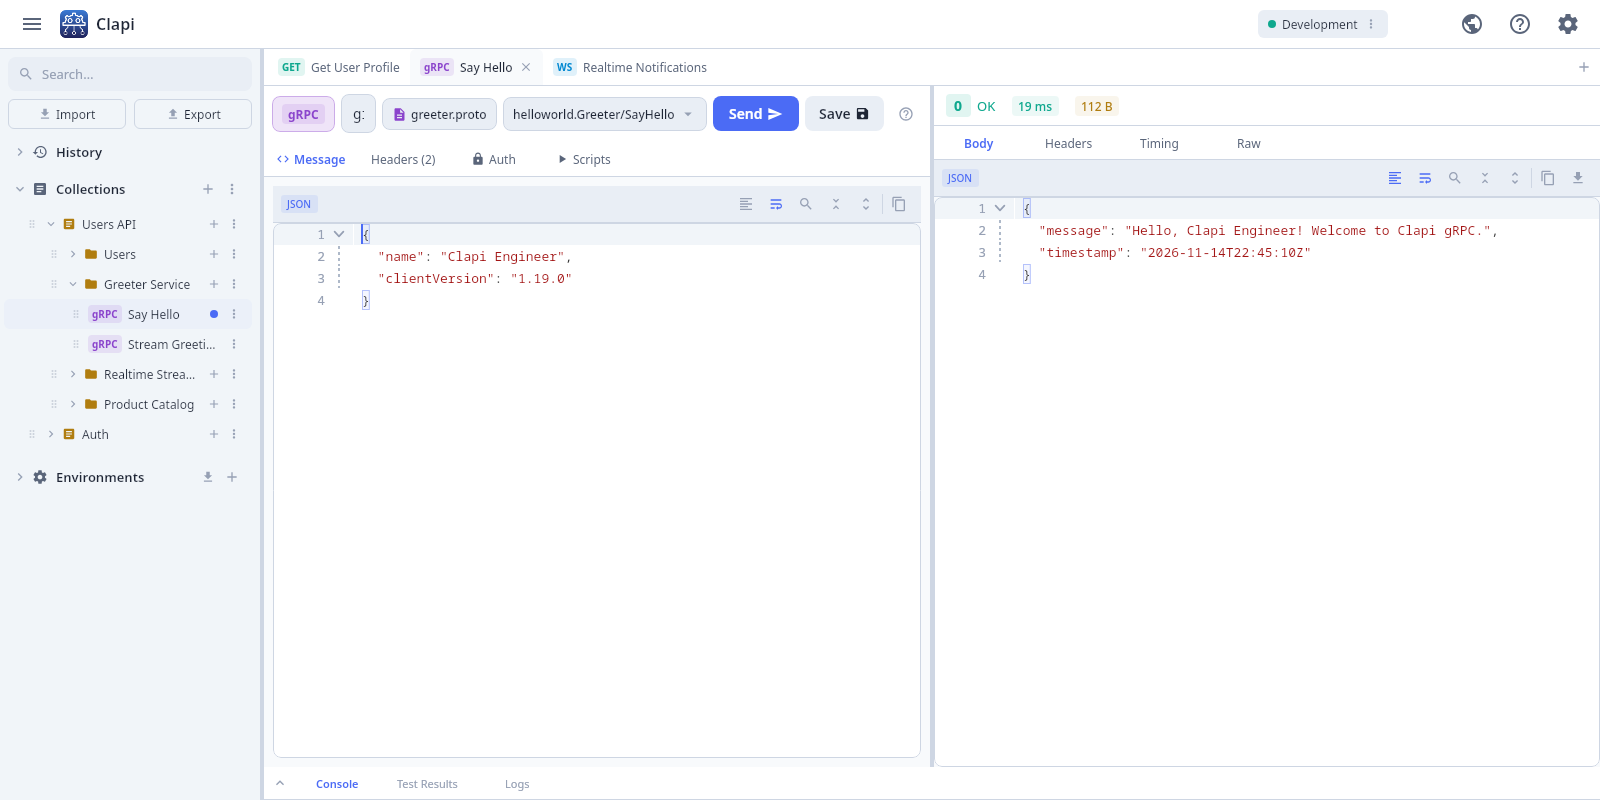 Clapi
Development
Search...
Import
Export
History
Collections
Users API
Users
Greeter Service
gRPC Say Hello
gRPC Stream Greeti...
Realtime Strea...
Product Catalog
Auth
Environments
GET Get User Profile
gRPC Say Hello
WS Realtime Notifications
gRPC
g:
greeter.proto
helloworld.Greeter/SayHello
Send
Save
Message
Headers (2)
Auth
Scripts
JSON
1 {
2 "name": "Clapi Engineer",
3 "clientVersion": "1.19.0"
4 }
0 OK
19 ms
112 B
Body
Headers
Timing
Raw
JSON
1 {
2 "message": "Hello, Clapi Engineer! Welcome to Clapi gRPC.",
3 "timestamp": "2026-11-14T22:45:10Z"
4 }
Console
Test Results
Logs